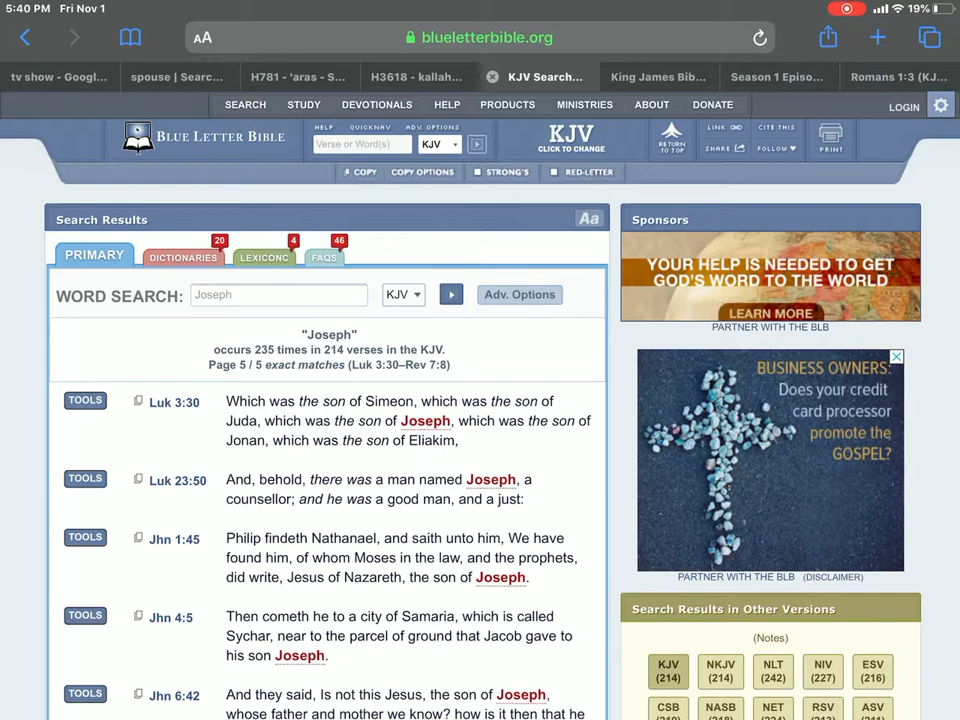 5:40 PM Fri Nov 1
19%
AA
blueletterbible.org
tv show - Googl...
spouse | Searc...
H781 - 'aras - S...
H3618 - kallah...
KJV Search...
King James Bib...
Season 1 Episo...
Romans 1:3 (KJ...
SEARCH STUDY DEVOTIONALS HELP PRODUCTS MINISTRIES ABOUT DONATE LOGIN
BLUE LETTER BIBLE
HELP QUICKNAV ADV. OPTIONS
Verse or Word(s) KJV
KJV
CLICK TO CHANGE
RETURN
TO TOP
LINK CITE THIS
SHARE FOLLOW
PRINT
COPY COPY OPTIONS STRONG'S RED-LETTER
Search Results Aa
20 4 46
PRIMARY DICTIONARIES LEXICONC FAQS
WORD SEARCH: Joseph KJV Adv. Options
"Joseph"
occurs 235 times in 214 verses in the KJV.
Page 5 / 5 exact matches (Luk 3:30–Rev 7:8)
TOOLS Luk 3:30 Which was the son of Simeon, which was the son of
Juda, which was the son of Joseph, which was the son of
Jonan, which was the son of Eliakim,
TOOLS Luk 23:50 And, behold, there was a man named Joseph, a
counsellor; and he was a good man, and a just:
TOOLS Jhn 1:45 Philip findeth Nathanael, and saith unto him, We have
found him, of whom Moses in the law, and the prophets,
did write, Jesus of Nazareth, the son of Joseph.
TOOLS Jhn 4:5 Then cometh he to a city of Samaria, which is called
Sychar, near to the parcel of ground that Jacob gave to
his son Joseph.
TOOLS Jhn 6:42 And they said, Is not this Jesus, the son of Joseph,
whose father and mother we know? how is it then that he
Sponsors
YOUR HELP IS NEEDED TO GET
GOD'S WORD TO THE WORLD
LEARN MORE
PARTNER WITH THE BLB
BUSINESS OWNERS:
Does your credit
card processor
promote the
GOSPEL?
PARTNER WITH THE BLB (DISCLAIMER)
Search Results in Other Versions
(Notes)
KJV NKJV NLT NIV ESV
(214) (214) (242) (227) (216)
CSB NASB NET RSV ASV